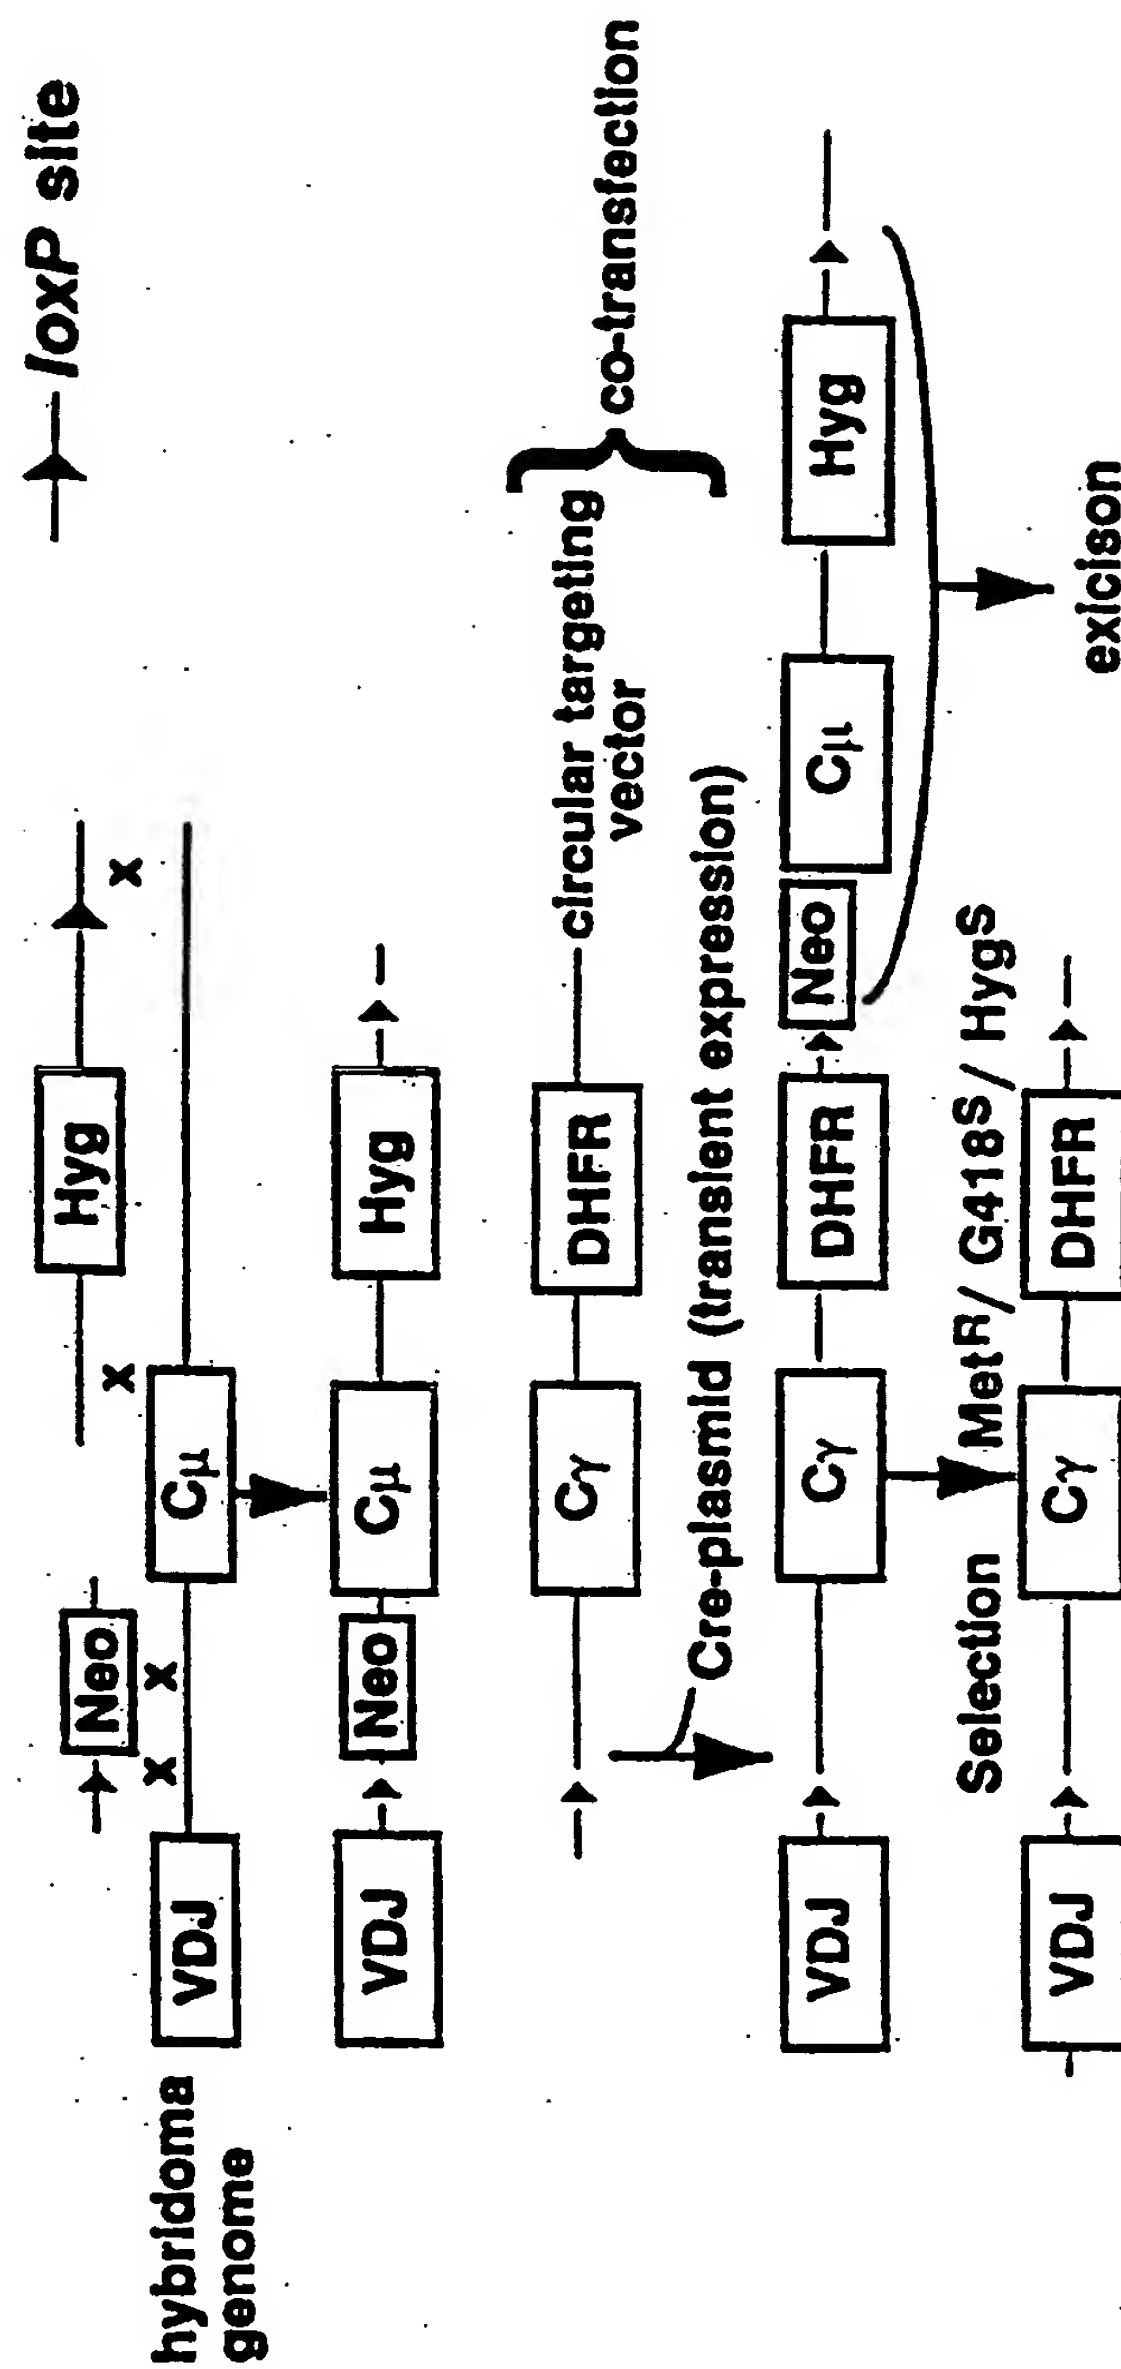 loxP site
Neo
Hyg
x x x x
hybridoma
genome
VDJ
Cμ
VDJ
Neo
Cμ
Hyg
Cγ
DHFR
circular targeting
vector
co-transfection
Cre-plasmid (transient expression)
VDJ
Cγ
DHFR
Neo
Cμ
Hyg
Selection
MetR/ G418S/ HygS
exicison
VDJ
Cγ
DHFR